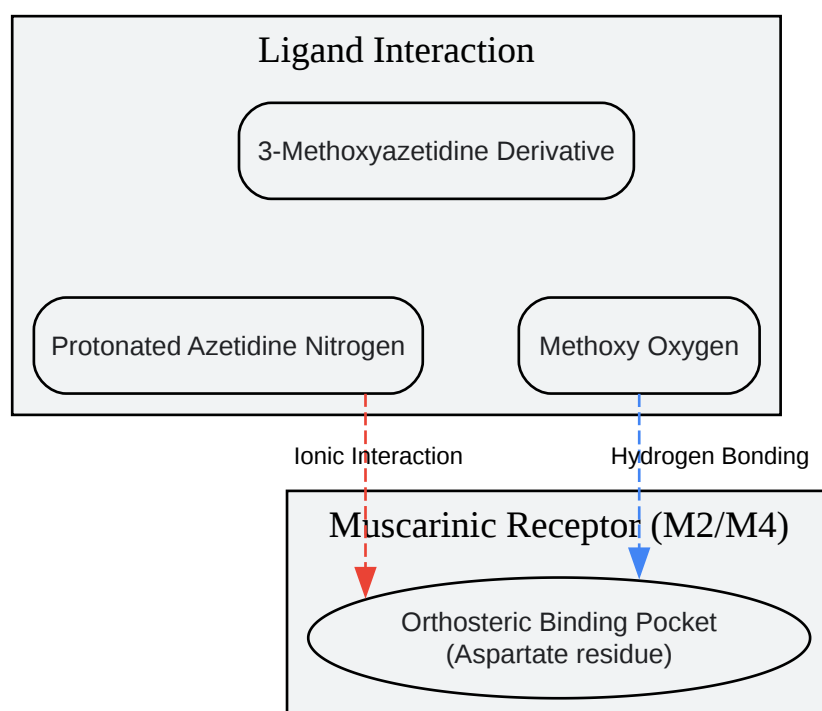 Ligand Interaction
3-Methoxyazetidine Derivative
Protonated Azetidine Nitrogen
Methoxy Oxygen
Ionic Interaction
Hydrogen Bonding
Muscarinic Receptor (M2/M4)
Orthosteric Binding Pocket
(Aspartate residue)